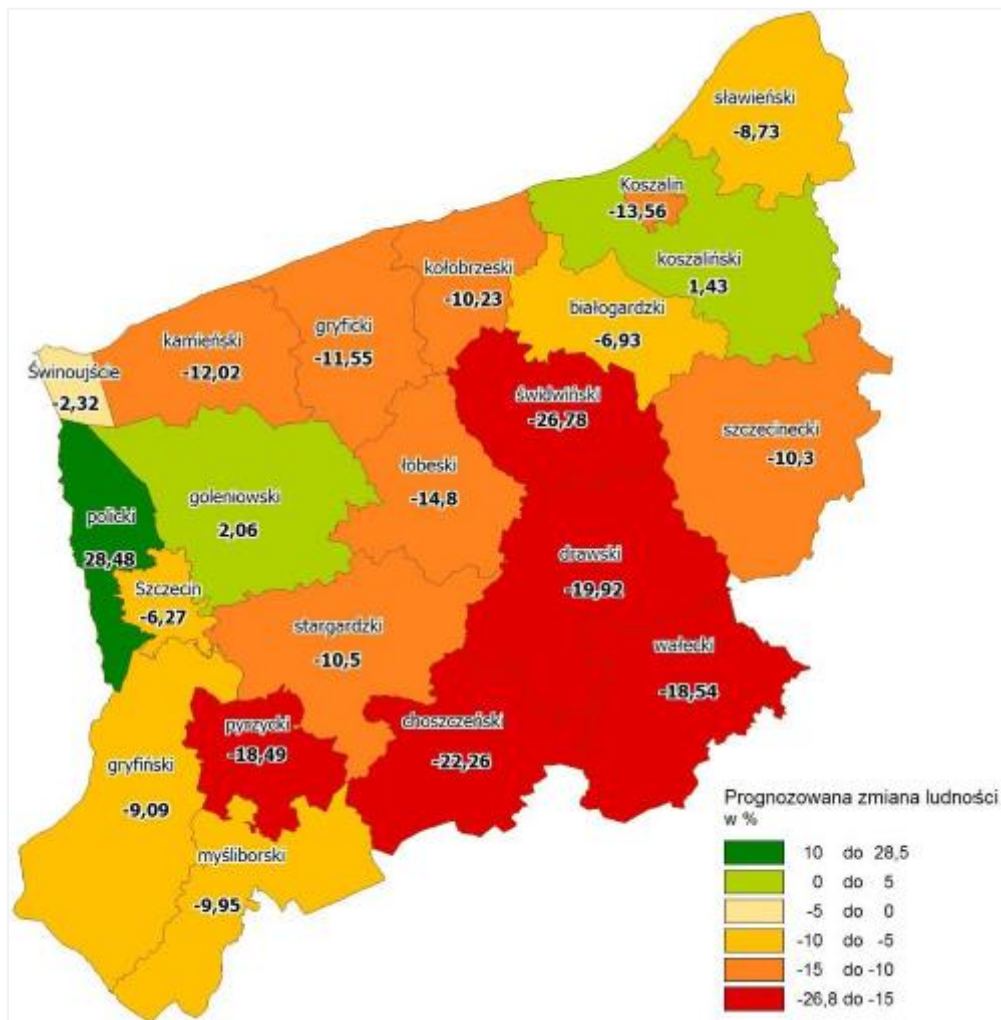 sławieński
-8,73
Koszalin
-13,56
koszaliński
1,43
kołobrzeski
-10,23
białogardzki
-6,93
gryficki
-11,55
kamieński
-12,02
Świnoujście
-2,32
świdwiński
-26,78
szczecinecki
-10,3
łobeski
-14,8
goleniowski
2,06
policki
28,48
drawski
-19,92
Szczecin
-6,27
stargardzki
-10,5
wałecki
-18,54
choszczeński
-22,26
pyrzycki
-18,49
gryfiński
-9,09
myśliborski
-9,95
Prognozowana zmiana ludności
w %
10 do 28,5
0 do 5
-5 do 0
-10 do -5
-15 do -10
-26,8 do -15